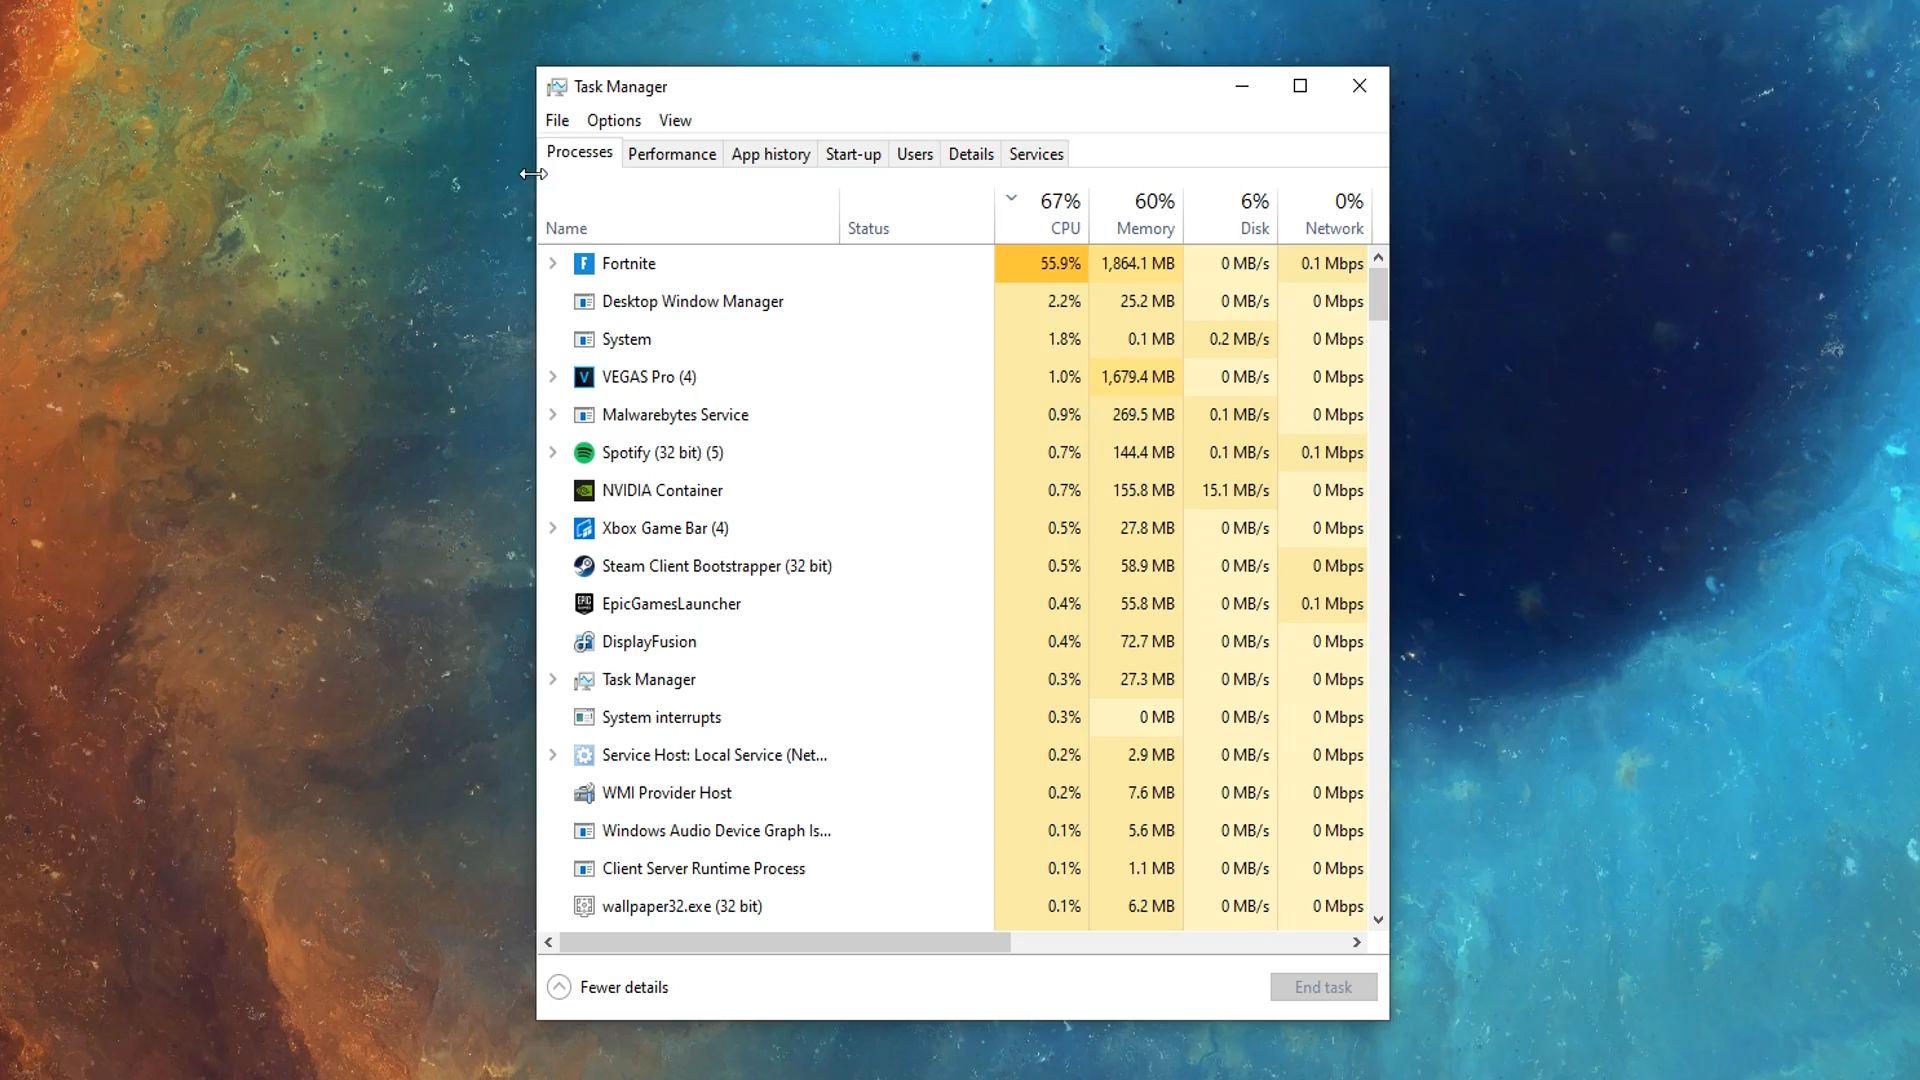 Task Manager
File Options View
Processes Performance App history Start-up Users Details Services
67% 60% 6% 0%
Name Status CPU Memory Disk Network
Fortnite 55.9% 1,864.1 MB 0 MB/s 0.1 Mbps
Desktop Window Manager 2.2% 25.2 MB 0 MB/s 0 Mbps
System 1.8% 0.1 MB 0.2 MB/s 0 Mbps
VEGAS Pro (4) 1.0% 1,679.4 MB 0 MB/s 0 Mbps
Malwarebytes Service 0.9% 269.5 MB 0.1 MB/s 0 Mbps
Spotify (32 bit) (5) 0.7% 144.4 MB 0.1 MB/s 0.1 Mbps
NVIDIA Container 0.7% 155.8 MB 15.1 MB/s 0 Mbps
Xbox Game Bar (4) 0.5% 27.8 MB 0 MB/s 0 Mbps
Steam Client Bootstrapper (32 bit) 0.5% 58.9 MB 0 MB/s 0 Mbps
EpicGamesLauncher 0.4% 55.8 MB 0 MB/s 0.1 Mbps
DisplayFusion 0.4% 72.7 MB 0 MB/s 0 Mbps
Task Manager 0.3% 27.3 MB 0 MB/s 0 Mbps
System interrupts 0.3% 0 MB 0 MB/s 0 Mbps
Service Host: Local Service (Net... 0.2% 2.9 MB 0 MB/s 0 Mbps
WMI Provider Host 0.2% 7.6 MB 0 MB/s 0 Mbps
Windows Audio Device Graph Is... 0.1% 5.6 MB 0 MB/s 0 Mbps
Client Server Runtime Process 0.1% 1.1 MB 0 MB/s 0 Mbps
wallpaper32.exe (32 bit) 0.1% 6.2 MB 0 MB/s 0 Mbps
Fewer details End task